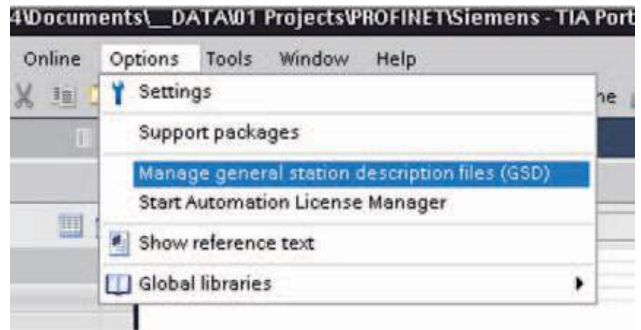 4\Documents\__DATA\01 Projects\PROFINET\Siemens - TIA Port
Online Options Tools Window Help
Settings
Support packages
Manage general station description files (GSD)
Start Automation License Manager
Show reference text
Global libraries